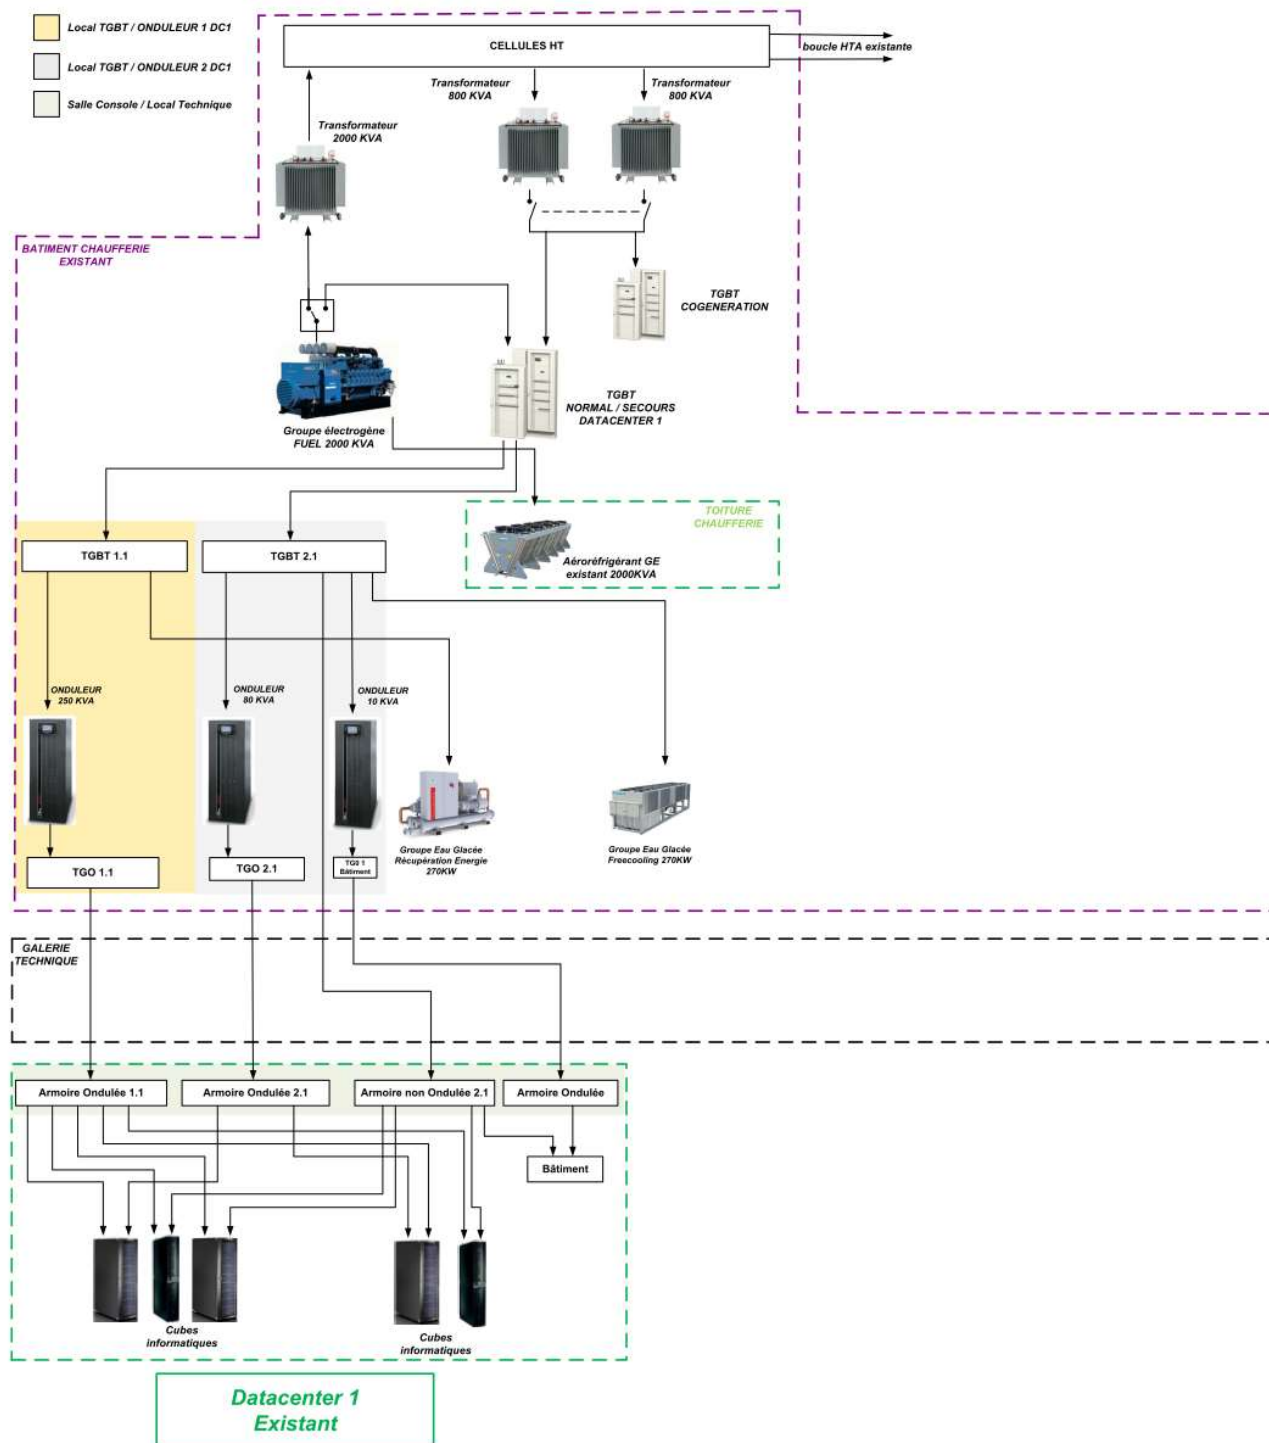 Local TGBT / ONDULEUR 1 DC1
Local TGBT / ONDULEUR 2 DC1
Salle Console / Local Technique
CELLULES HT
boucle HTA existante
Transformateur
2000 KVA
Transformateur
800 KVA
Transformateur
800 KVA
BATIMENT CHAUFFERIE
EXISTANT
TGBT
COGENERATION
TGBT
NORMAL / SECOURS
DATACENTER 1
Groupe électrogène
FUEL 2000 KVA
TOITURE
CHAUFFERIE
Aéroréfrigérant GE
existant 2000KVA
TGBT 1.1
TGBT 2.1
ONDULEUR
250 KVA
ONDULEUR
80 KVA
ONDULEUR
10 KVA
Groupe Eau Glacée
Récupération Energie
270KW
Groupe Eau Glacée
Freecooling 270KW
TGO 1.1
TGO 2.1
TGO 1
Bâtiment
GALERIE
TECHNIQUE
Armoire Ondulée 1.1
Armoire Ondulée 2.1
Armoire non Ondulée 2.1
Armoire Ondulée
Bâtiment
Cubes
informatiques
Cubes
informatiques
Datacenter 1
Existant